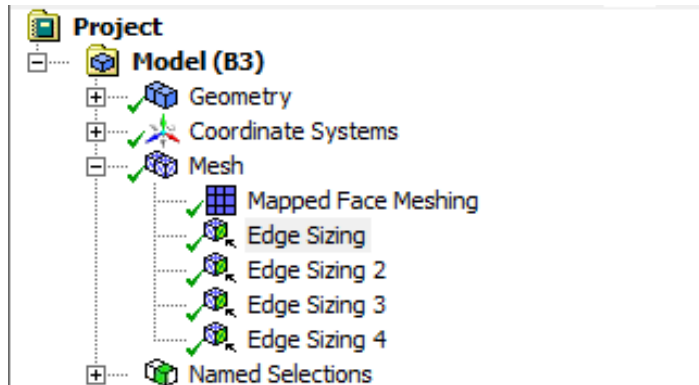 Project
Model (B3)
Geometry
Coordinate Systems
Mesh
Mapped Face Meshing
Edge Sizing
Edge Sizing 2
Edge Sizing 3
Edge Sizing 4
Named Selections